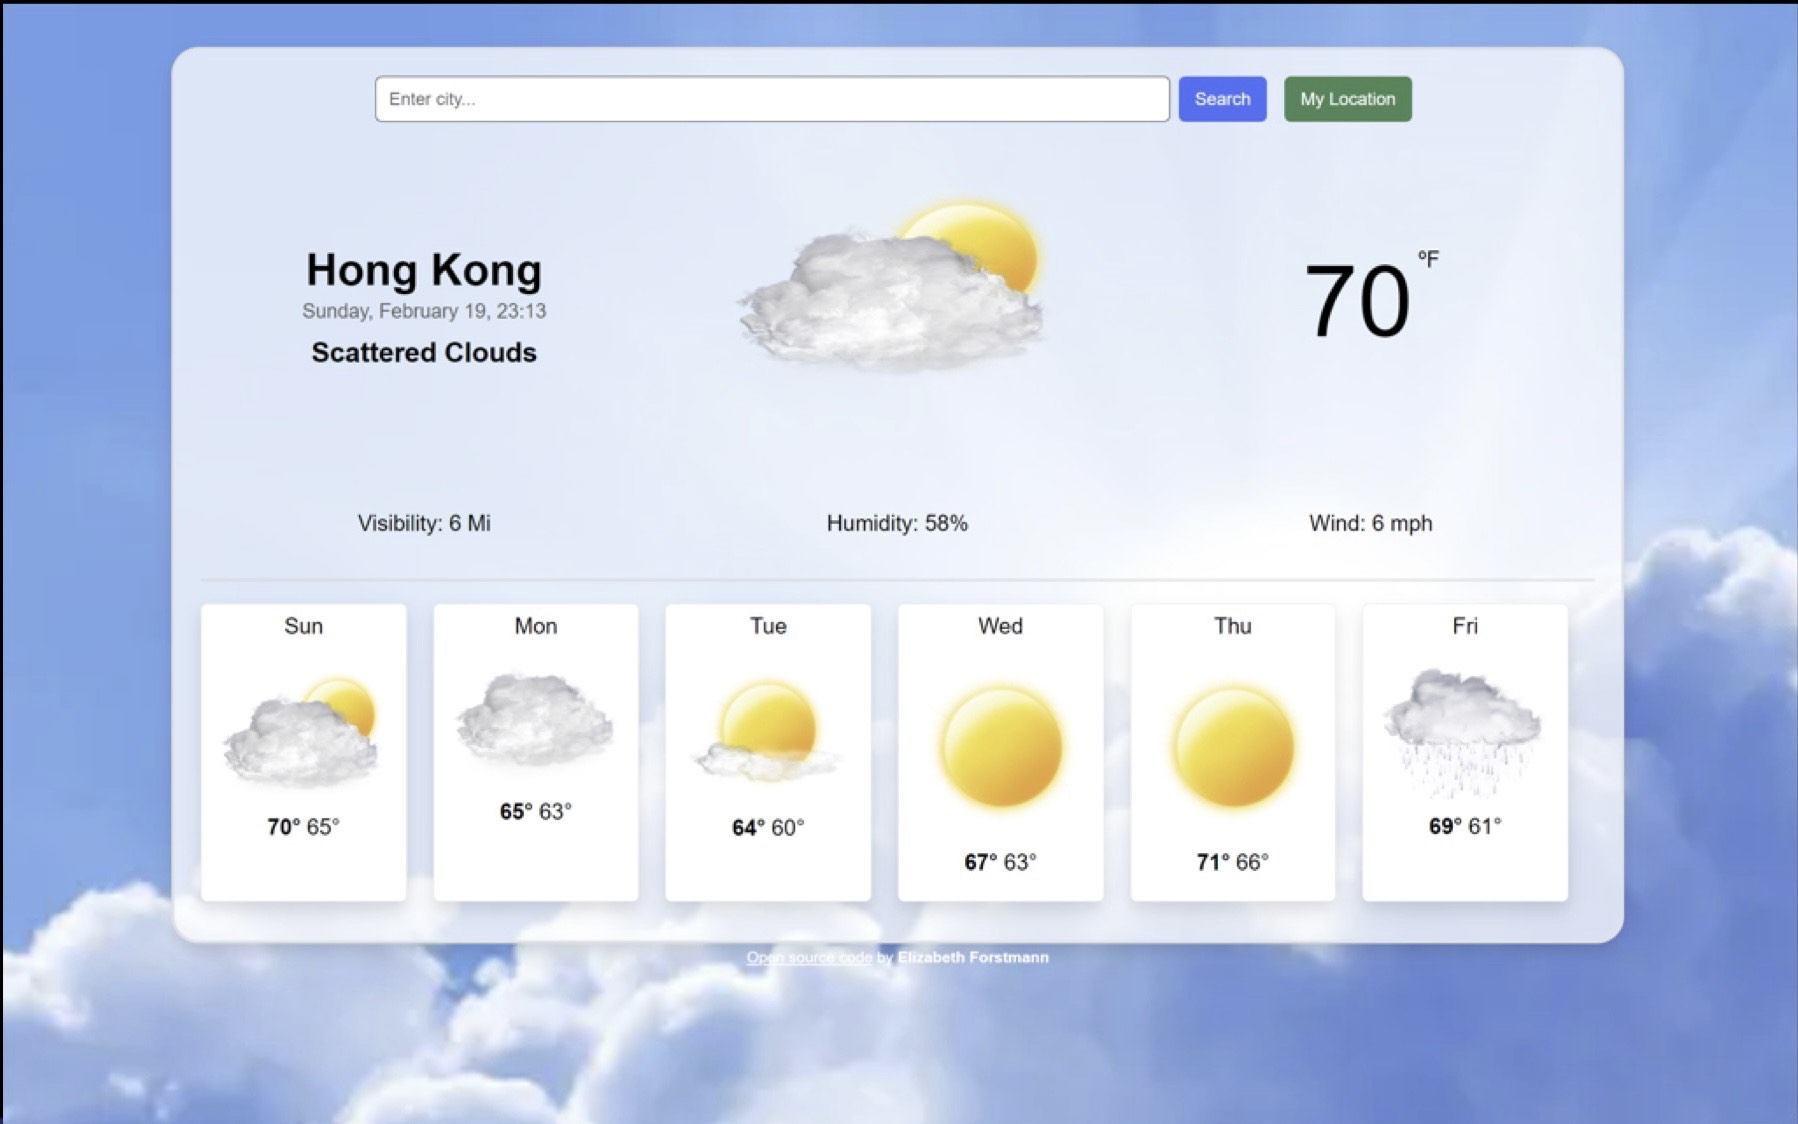 Enter city...
Search
My Location
Hong Kong
Sunday, February 19, 23:13
Scattered Clouds
70 °F
Visibility: 6 Mi
Humidity: 58%
Wind: 6 mph
Sun
70° 65°
Mon
65° 63°
Tue
64° 60°
Wed
67° 63°
Thu
71° 66°
Fri
69° 61°
Open source code by Elizabeth Forstmann